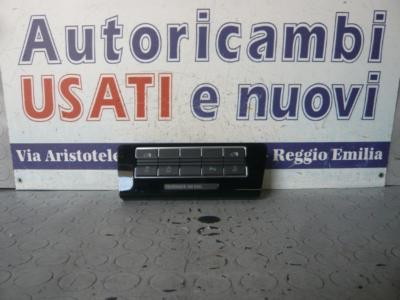 Autoricambi
USATI e nuovi
Via Aristotele Reggio Emilia